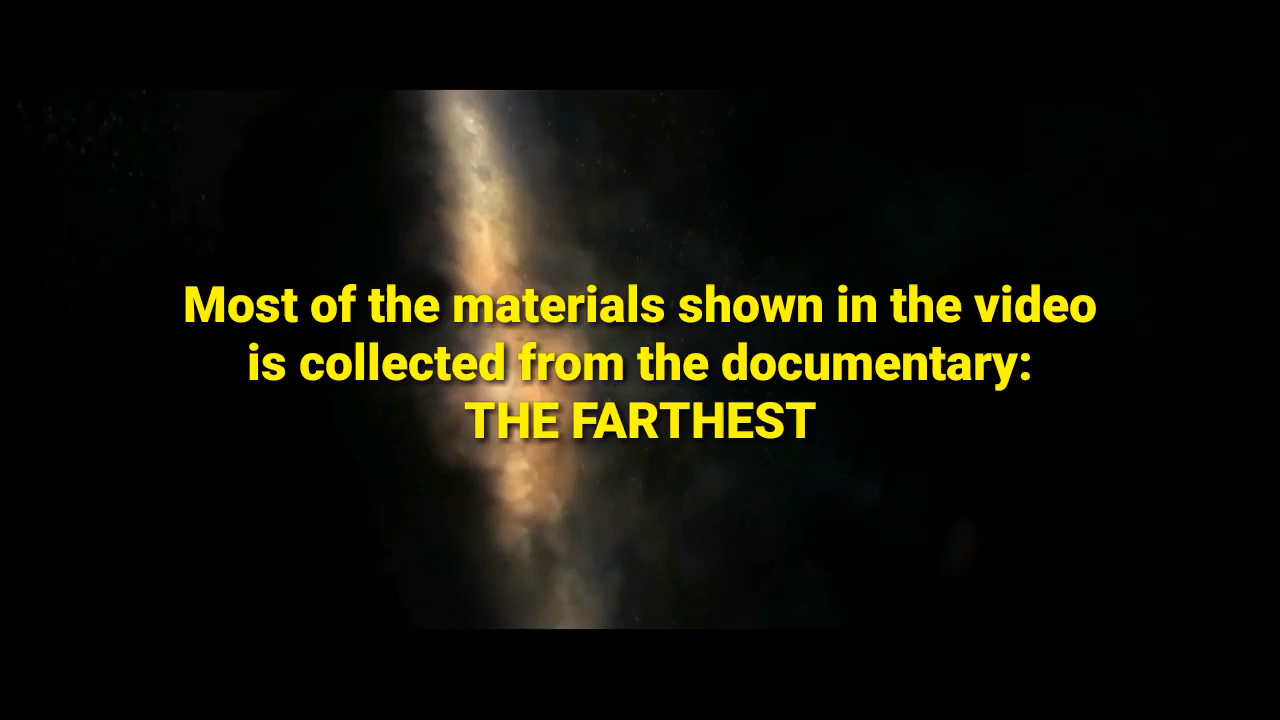 Most of the materials shown in the video
is collected from the documentary:
THE FARTHEST